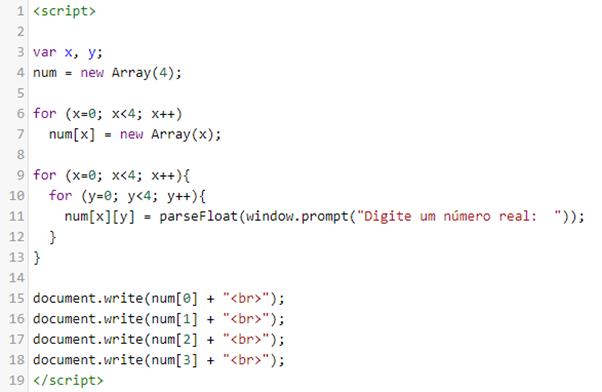 1 <script>
2
3 var x, y;
4 num = new Array(4);
5
6 for (x=0; x<4; x++)
7   num[x] = new Array(x);
8
9 for (x=0; x<4; x++){
10   for (y=0; y<4; y++){
11     num[x][y] = parseFloat(window.prompt("Digite um número real:  "));
12   }
13 }
14
15 document.write(num[0] + "<br>");
16 document.write(num[1] + "<br>");
17 document.write(num[2] + "<br>");
18 document.write(num[3] + "<br>");
19 </script>